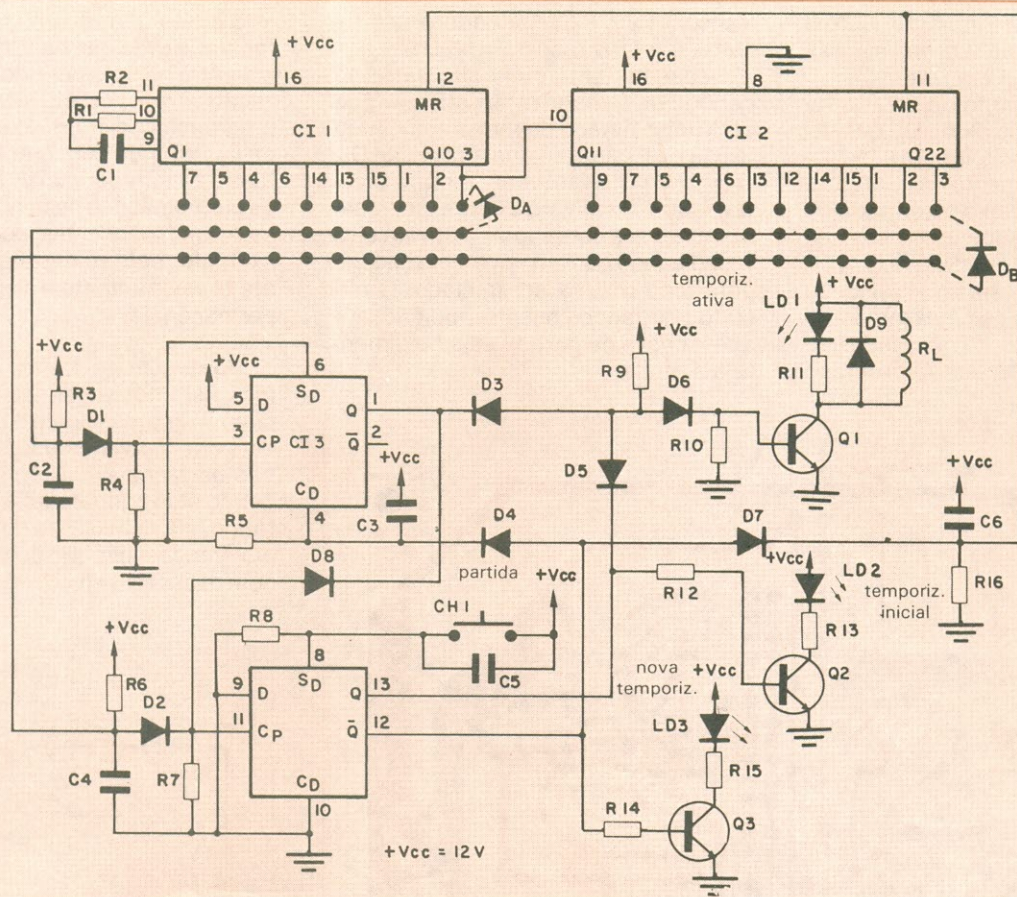 +Vcc
16
R2
11
R1
10
9
C1
12
MR
CI 1
Q1
Q10
3
7
5
4
6
14
13
15
1
2
+Vcc
16
8
11
MR
10
CI 2
Q11
Q22
9
7
5
4
6
13
12
14
15
1
2
3
DA
DB
temporiz.
ativa
+Vcc
LD1
D9
RL
R11
Q1
+Vcc
R9
D6
R10
+Vcc
R3
D1
C2
R4
+Vcc
6
SD
5
D
Q
1
3
CP
CI3
Q̄
2
CD
4
R5
D3
D5
+Vcc
C3
D4
partida
D8
D7
+Vcc
C6
R16
R12
+Vcc
LD2
temporiz.
inicial
R13
Q2
+Vcc
R6
D2
C4
R7
R8
CH1
+Vcc
C5
8
SD
9
D
Q
13
11
CP
Q̄
12
CD
10
nova
temporiz.
+Vcc
LD3
R15
R14
Q3
+Vcc = 12V